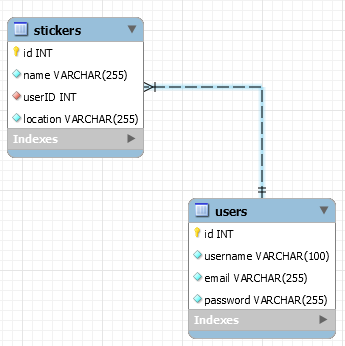 stickers
id INT
name VARCHAR(255)
userID INT
location VARCHAR(255)
Indexes
users
id INT
username VARCHAR(100)
email VARCHAR(255)
password VARCHAR(255)
Indexes